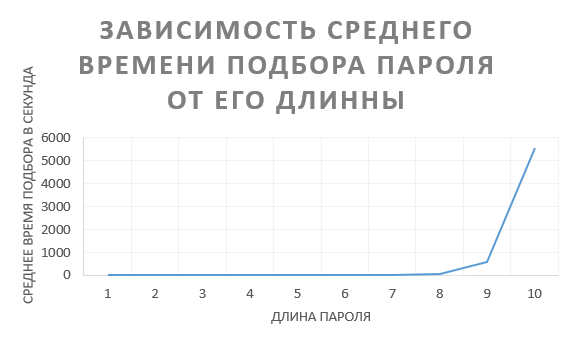 ЗАВИСИМОСТЬ СРЕДНЕГО
ВРЕМЕНИ ПОДБОРА ПАРОЛЯ
ОТ ЕГО ДЛИННЫ
СРЕДНЕЕ ВРЕМЯ ПОДБОРА В СЕКУНДА
6000
5000
4000
3000
2000
1000
0
1 2 3 4 5 6 7 8 9 10
ДЛИНА ПАРОЛЯ